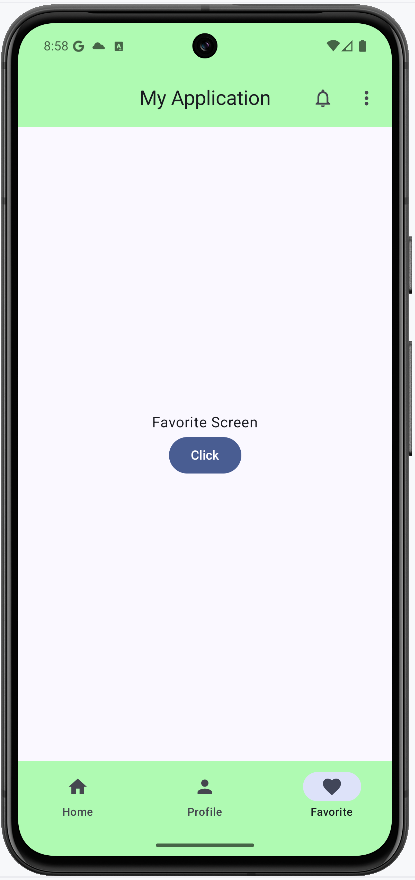 8:58 G A
My Application
Favorite Screen
Click
Home Profile Favorite